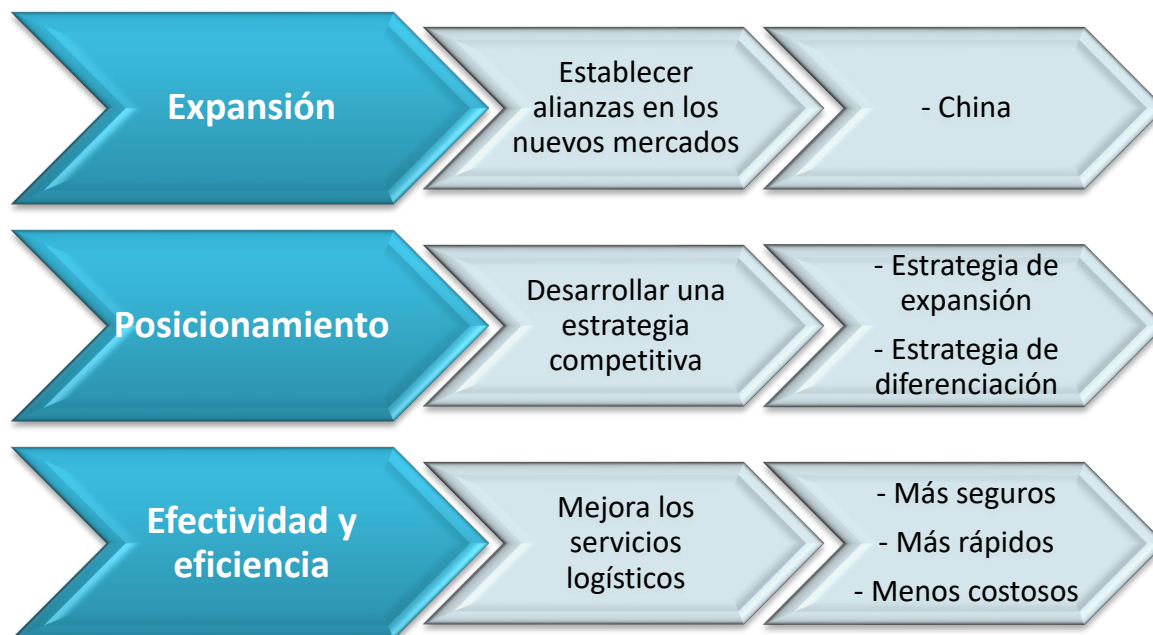 Expansión
Establecer
alianzas en los
nuevos mercados
- China
Posicionamiento
Desarrollar una
estrategia
competitiva
- Estrategia de
expansión
- Estrategia de
diferenciación
Efectividad y
eficiencia
Mejora los
servicios
logísticos
- Más seguros
- Más rápidos
- Menos costosos